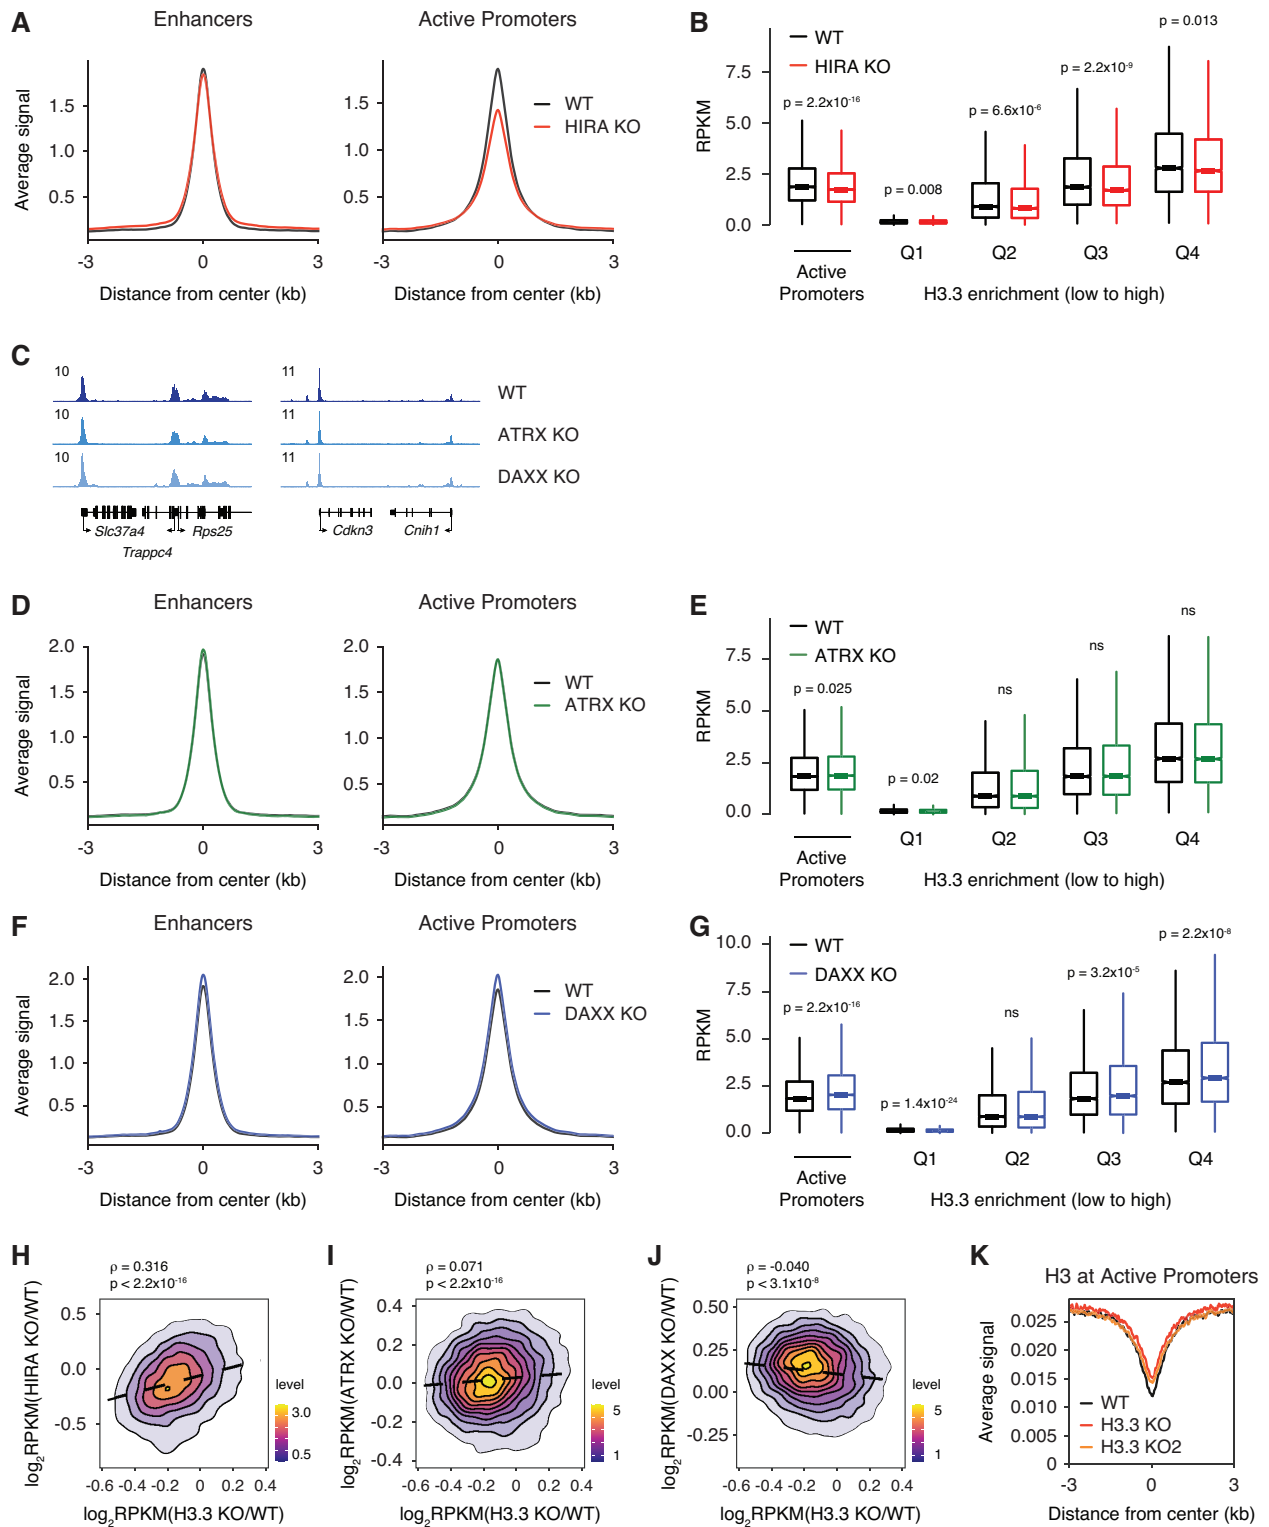 A
Enhancers
Active Promoters
Average signal
1.5
1.0
0.5
-3
0
3
Distance from center (kb)
1.5
1.0
0.5
-3
0
3
Distance from center (kb)
WT
HIRA KO
B
WT
HIRA KO
RPKM
7.5
5.0
2.5
0.0
p = 2.2x10-16
p = 0.008
p = 6.6x10-6
p = 2.2x10-9
p = 0.013
Active
Promoters
Q1
Q2
Q3
Q4
H3.3 enrichment (low to high)
C
10
11
WT
10
11
ATRX KO
10
11
DAXX KO
Slc37a4
Rps25
Trappc4
Cdkn3
Cnih1
D
Enhancers
Active Promoters
Average signal
2.0
1.5
1.0
0.5
-3
0
3
Distance from center (kb)
2.0
1.5
1.0
0.5
-3
0
3
Distance from center (kb)
WT
ATRX KO
E
WT
ATRX KO
RPKM
7.5
5.0
2.5
0.0
p = 0.025
p = 0.02
ns
ns
ns
Active
Promoters
Q1
Q2
Q3
Q4
H3.3 enrichment (low to high)
F
Enhancers
Active Promoters
Average signal
2.0
1.5
1.0
0.5
-3
0
3
Distance from center (kb)
2.0
1.5
1.0
0.5
-3
0
3
Distance from center (kb)
WT
DAXX KO
G
WT
DAXX KO
RPKM
10.0
7.5
5.0
2.5
0.0
p = 2.2x10-16
p = 1.4x10-24
ns
p = 3.2x10-5
p = 2.2x10-8
Active
Promoters
Q1
Q2
Q3
Q4
H3.3 enrichment (low to high)
H
ρ = 0.316
p < 2.2x10-16
log2RPKM(HIRA KO/WT)
0.5
0.0
-0.5
-0.6 -0.4 -0.2 0 0.2 0.4
log2RPKM(H3.3 KO/WT)
level
3.0
0.5
I
ρ = 0.071
p < 2.2x10-16
log2RPKM(ATRX KO/WT)
0.4
0.2
0.0
-0.2
-0.4
-0.6 -0.4 -0.2 0 0.2 0.4
log2RPKM(H3.3 KO/WT)
level
5
1
J
ρ = -0.040
p < 3.1x10-8
log2RPKM(DAXX KO/WT)
0.50
0.25
0.00
-0.25
-0.6 -0.4 -0.2 0 0.2 0.4
log2RPKM(H3.3 KO/WT)
level
5
1
K
H3 at Active Promoters
Average signal
0.025
0.020
0.015
0.010
0.005
0
WT
H3.3 KO
H3.3 KO2
-3
0
3
Distance from center (kb)